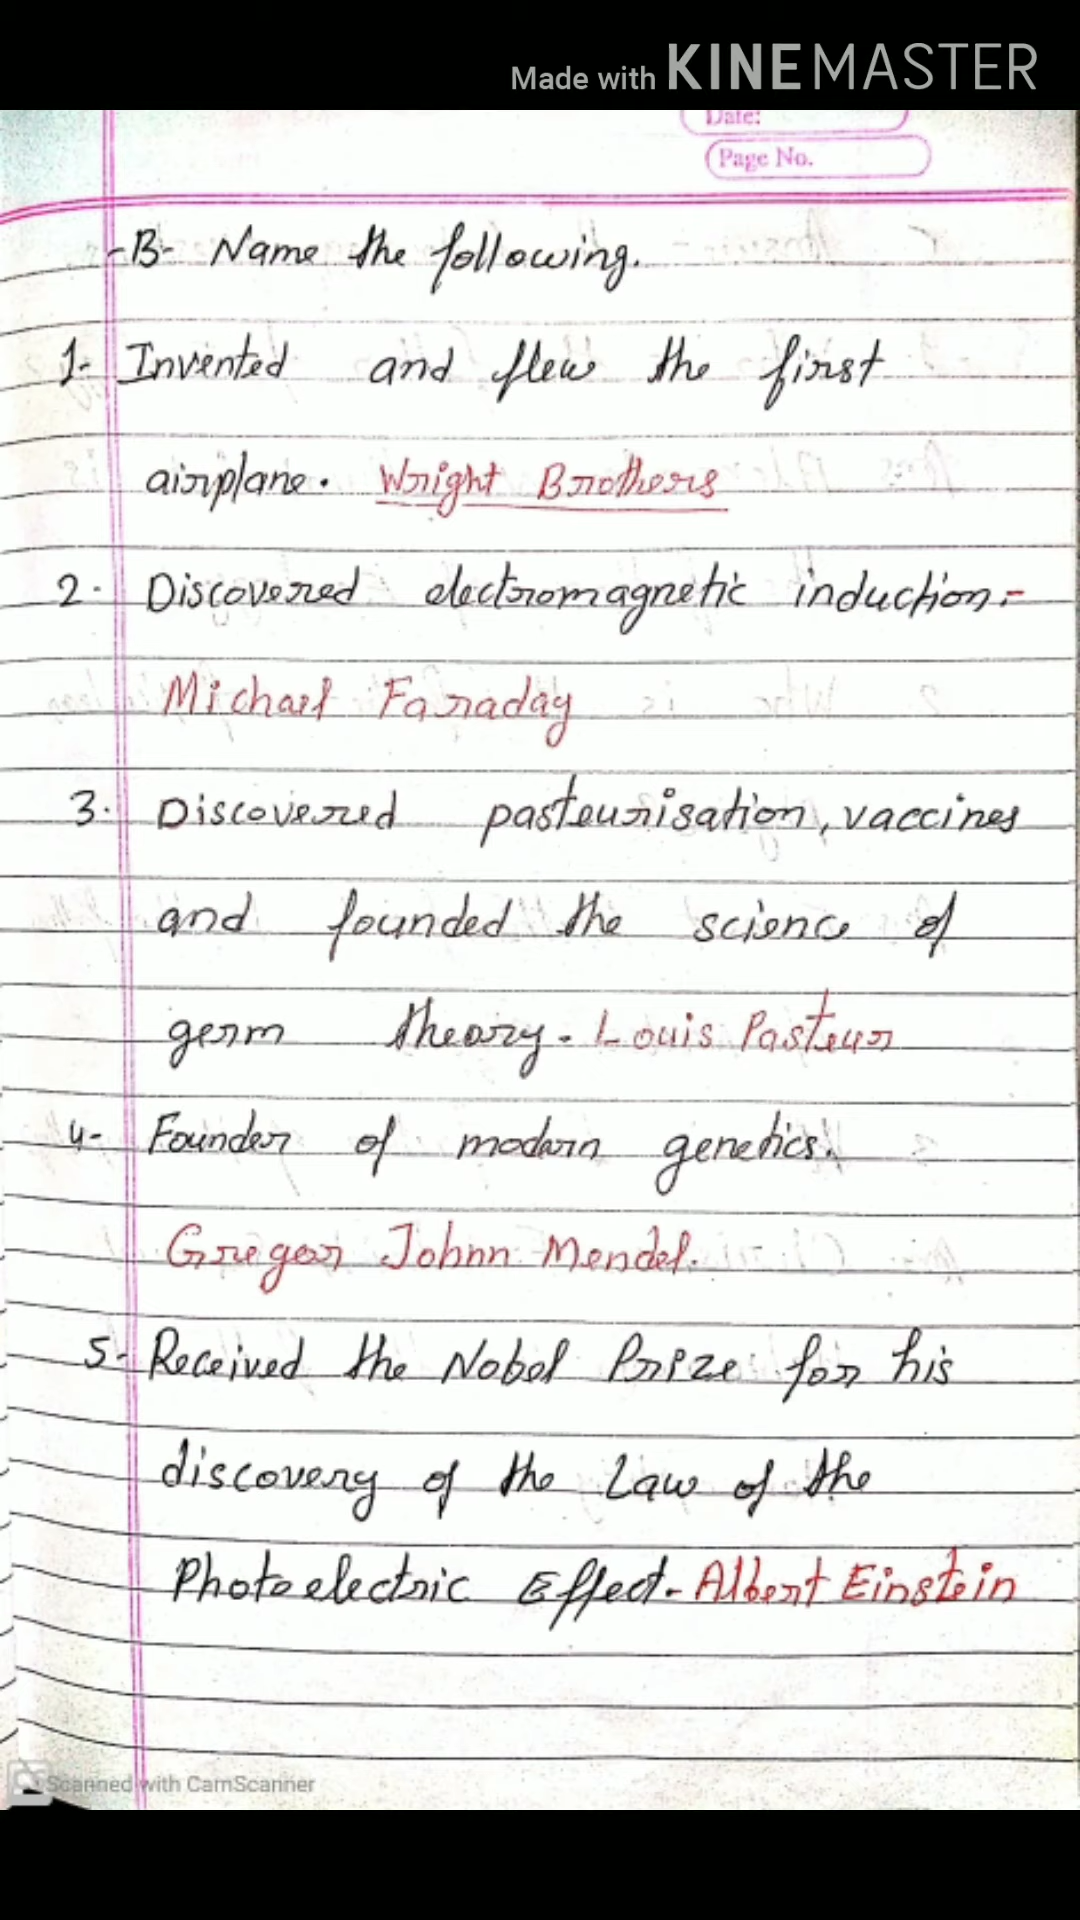 Made with KINEMASTER
Date:
Page No.
-B- Name the following.
1- Invented and flew the first
airplane. Wright Brothers
2. Discovered electromagnetic induction:-
Michael Faraday
3. Discovered pasteurisation, vaccines
and founded the science of
germ theory- Louis Pasteur
4- Founder of modern genetics.
Gregor Johnn Mendel.
5- Received the Nobel Prize for his
discovery of the Law of the
Photoelectric Effect- Albert Einstein
Scanned with CamScanner